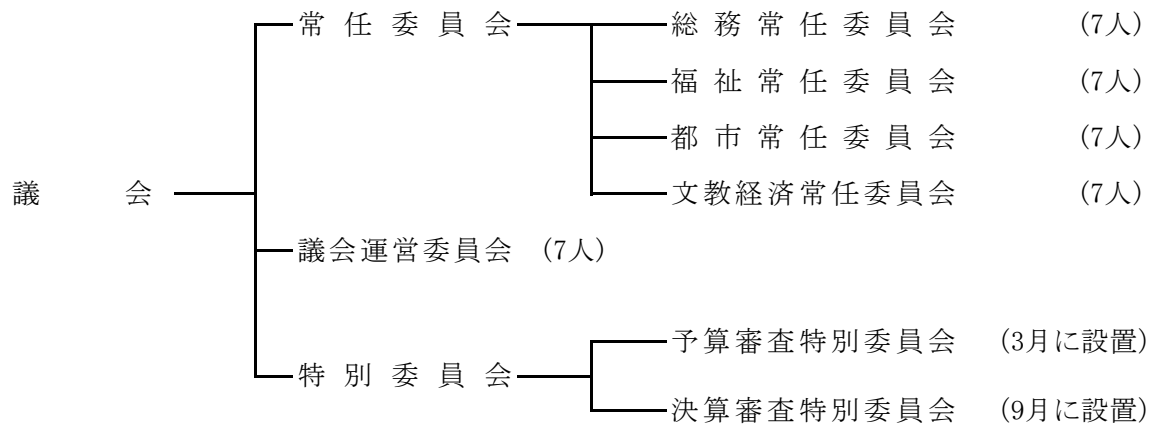 常任委員会 総務常任委員会 (7人)
福祉常任委員会 (7人)
都市常任委員会 (7人)
議会 文教経済常任委員会 (7人)
議会運営委員会 (7人)
予算審査特別委員会 (3月に設置)
特別委員会
決算審査特別委員会 (9月に設置)